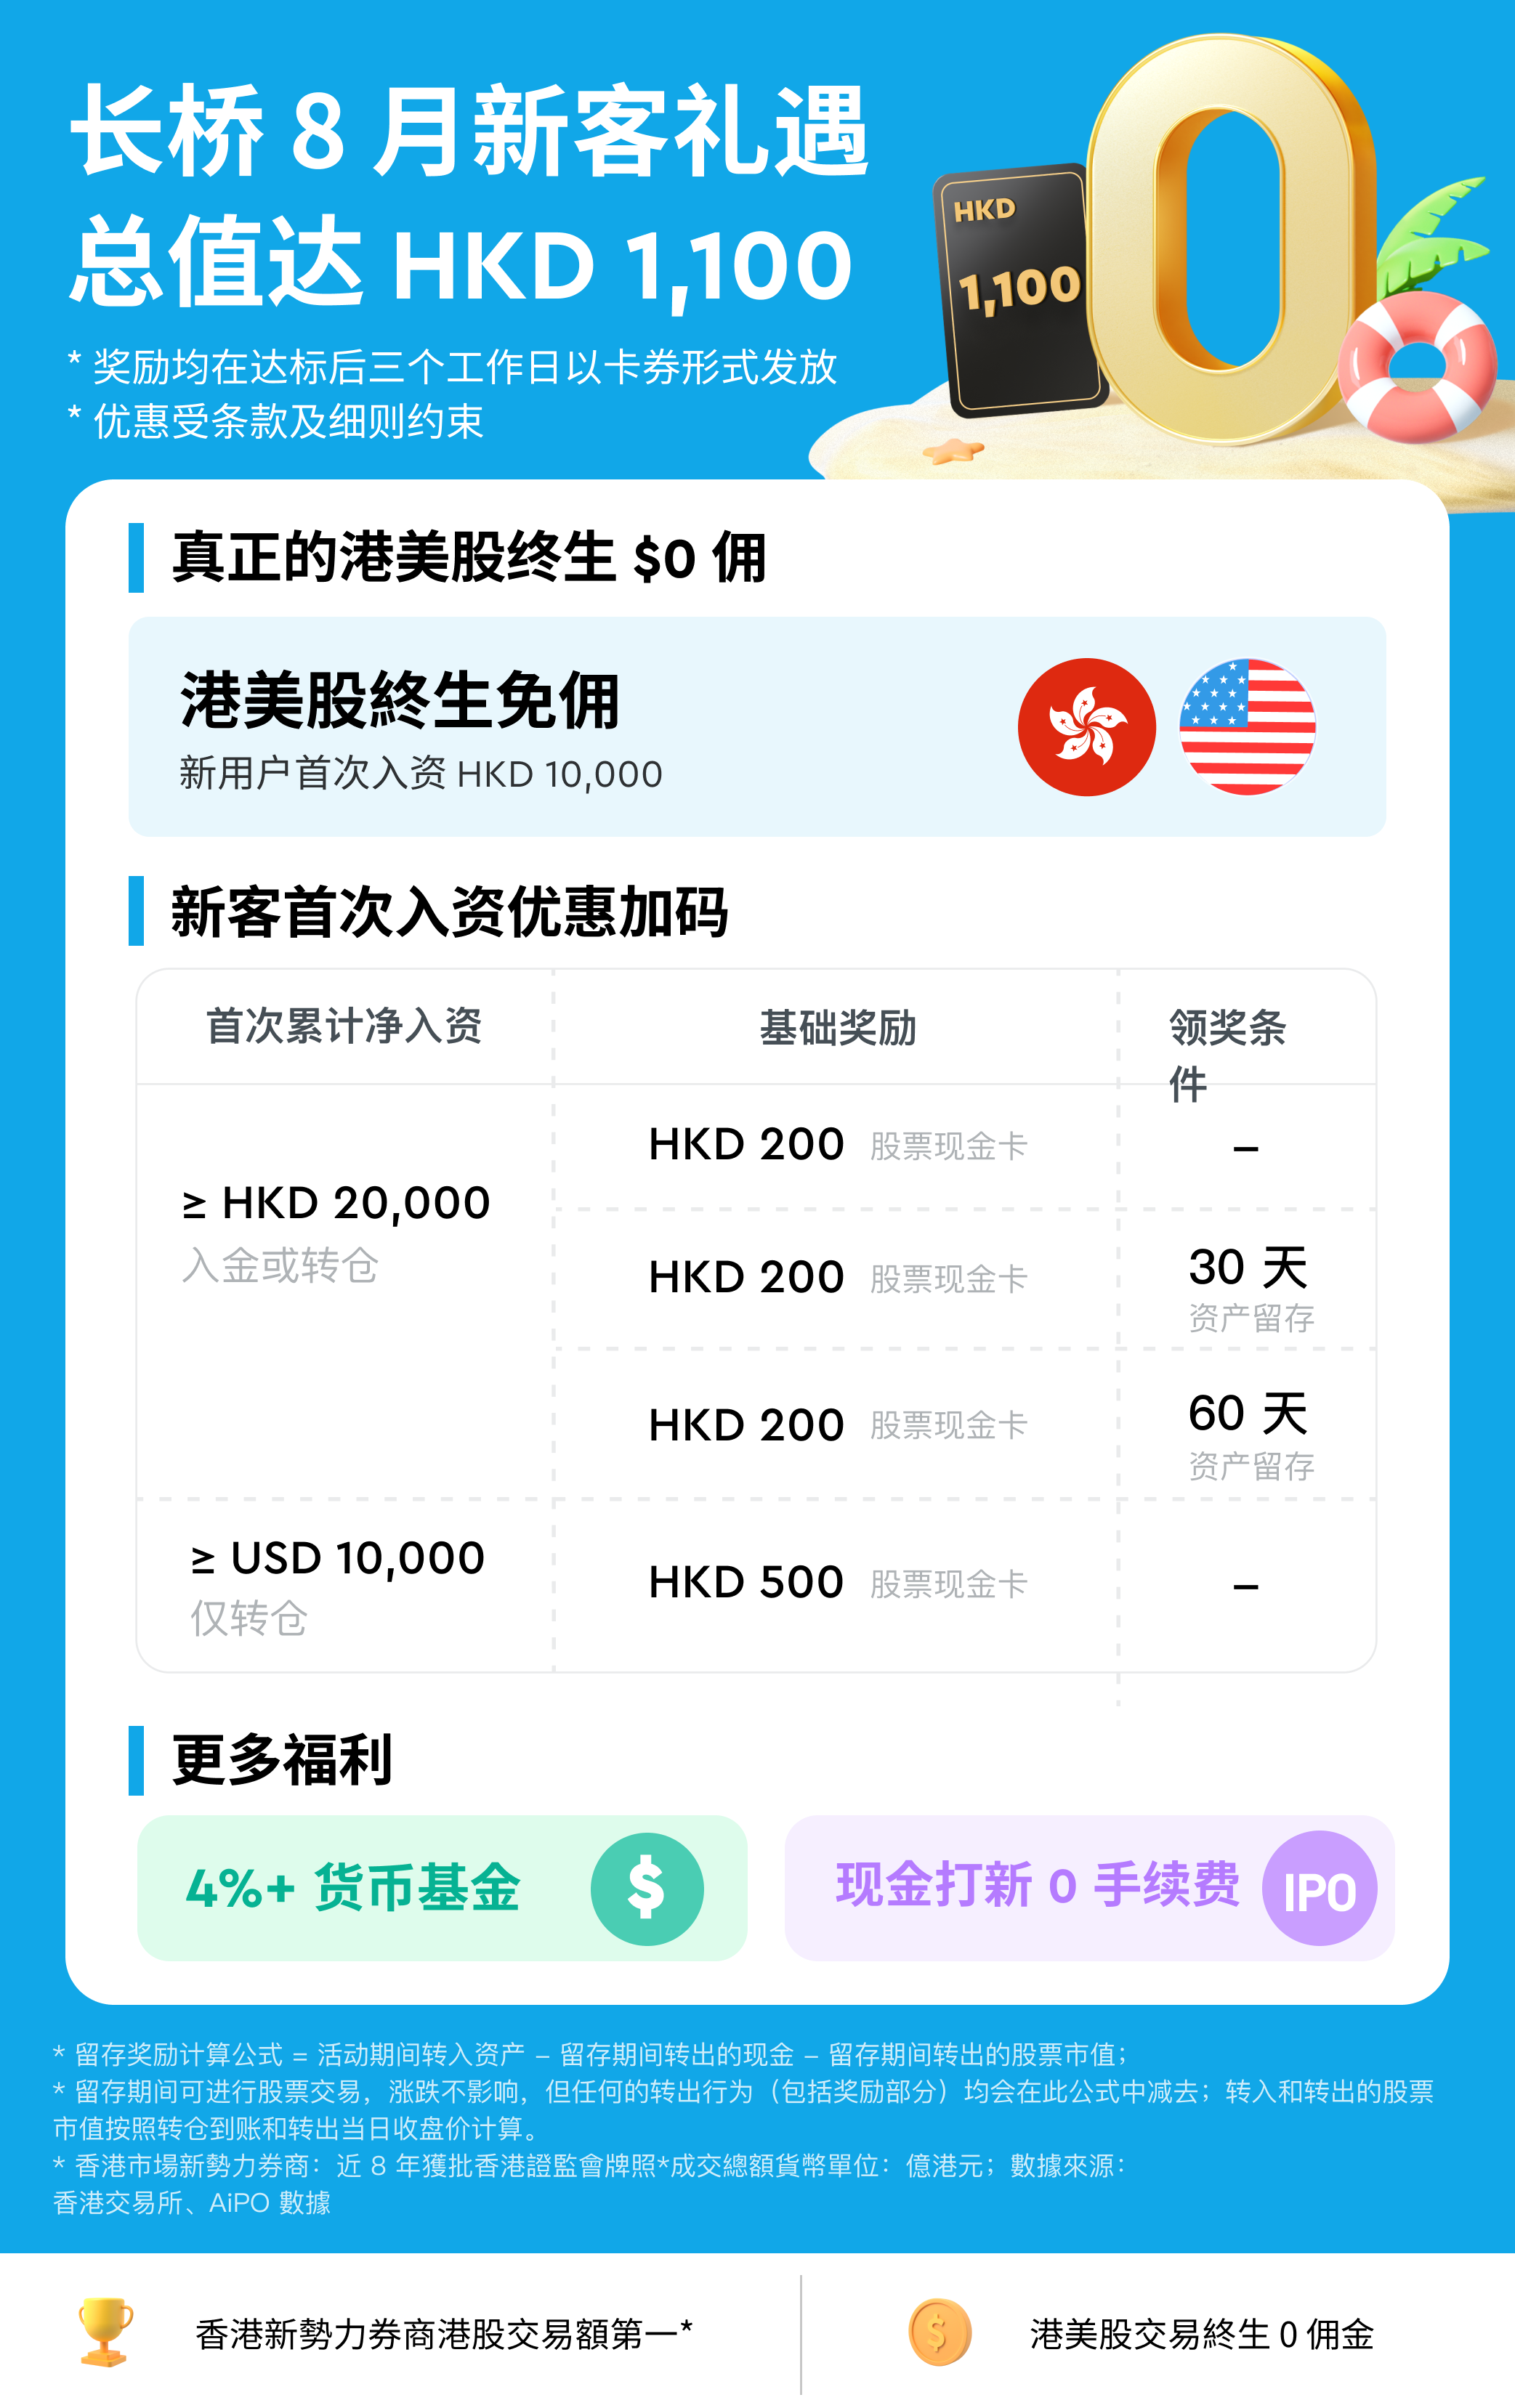 长桥 8 月新客礼遇
总值达 HKD 1,100
* 奖励均在达标后三个工作日以卡券形式发放
* 优惠受条款及细则约束
HKD
1,100
真正的港美股终生 $0 佣
港美股終生免佣
新用户首次入资 HKD 10,000
新客首次入资优惠加码
首次累计净入资
基础奖励
领奖条
件
≥ HKD 20,000
入金或转仓
HKD 200 股票现金卡
–
HKD 200 股票现金卡
30 天
资产留存
HKD 200 股票现金卡
60 天
资产留存
≥ USD 10,000
仅转仓
HKD 500 股票现金卡
–
更多福利
4%+ 货币基金
$
现金打新 0 手续费
IPO
* 留存奖励计算公式 = 活动期间转入资产 – 留存期间转出的现金 – 留存期间转出的股票市值；
* 留存期间可进行股票交易，涨跌不影响，但任何的转出行为（包括奖励部分）均会在此公式中减去；转入和转出的股票
市值按照转仓到账和转出当日收盘价计算。
* 香港市場新勢力券商：近 8 年獲批香港證監會牌照*成交總額貨幣單位：億港元；數據來源：
香港交易所、AiPO 數據
香港新勢力券商港股交易額第一*
$
港美股交易終生 0 佣金